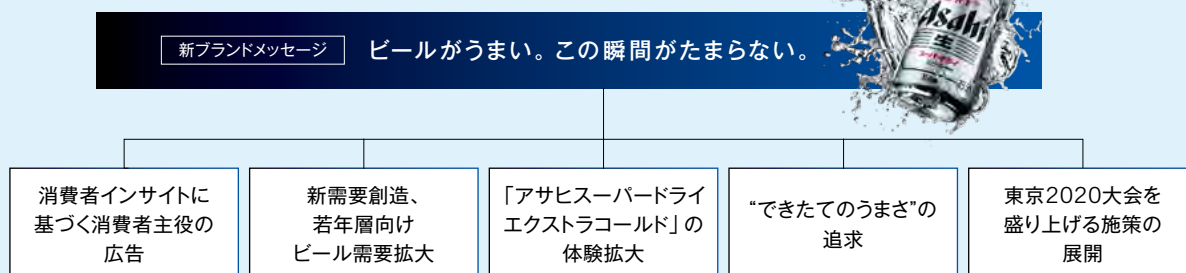 Asahi
生
新ブランドメッセージ
ビールがうまい。この瞬間がたまらない。
消費者インサイトに
基づく消費者主役の
広告
新需要創造、
若年層向け
ビール需要拡大
「アサヒスーパードライ
エクストラコールド」の
体験拡大
“できたてのうまさ”の
追求
東京2020大会を
盛り上げる施策の
展開